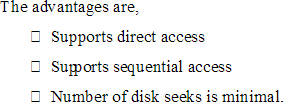 The advantages are,
□ Supports direct access
□ Supports sequential access
□ Number of disk seeks is minimal.